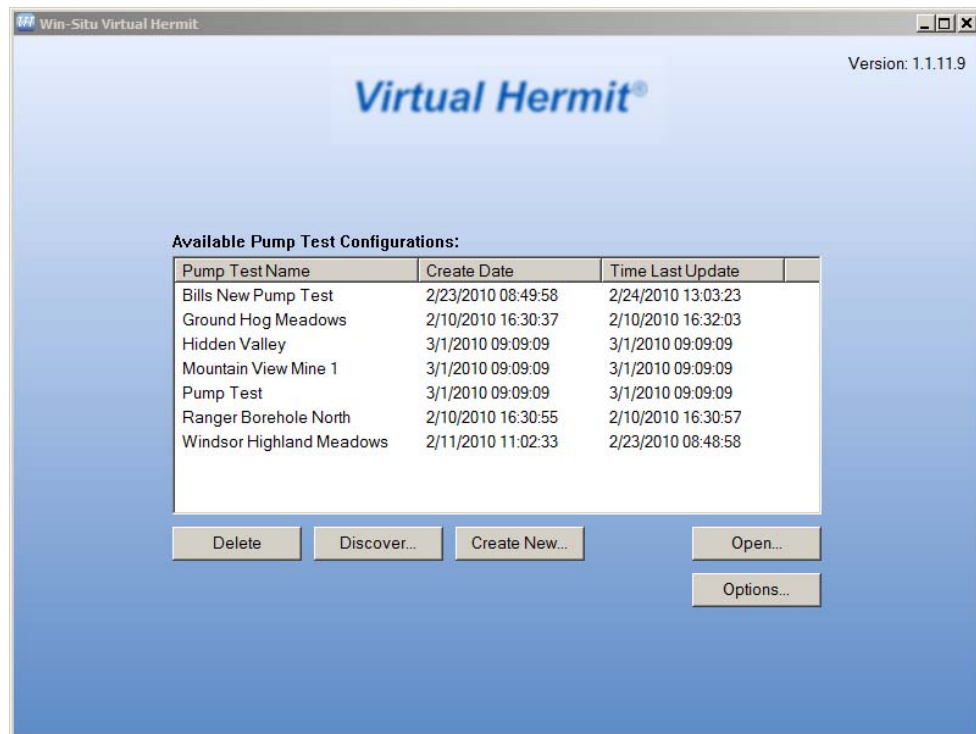 Win-Situ Virtual Hermit
Version: 1.1.11.9
Virtual Hermit®
Available Pump Test Configurations:
Pump Test Name Create Date Time Last Update
Bills New Pump Test 2/23/2010 08:49:58 2/24/2010 13:03:23
Ground Hog Meadows 2/10/2010 16:30:37 2/10/2010 16:32:03
Hidden Valley 3/1/2010 09:09:09 3/1/2010 09:09:09
Mountain View Mine 1 3/1/2010 09:09:09 3/1/2010 09:09:09
Pump Test 3/1/2010 09:09:09 3/1/2010 09:09:09
Ranger Borehole North 2/10/2010 16:30:55 2/10/2010 16:30:57
Windsor Highland Meadows 2/11/2010 11:02:33 2/23/2010 08:48:58
Delete Discover... Create New... Open...
Options...